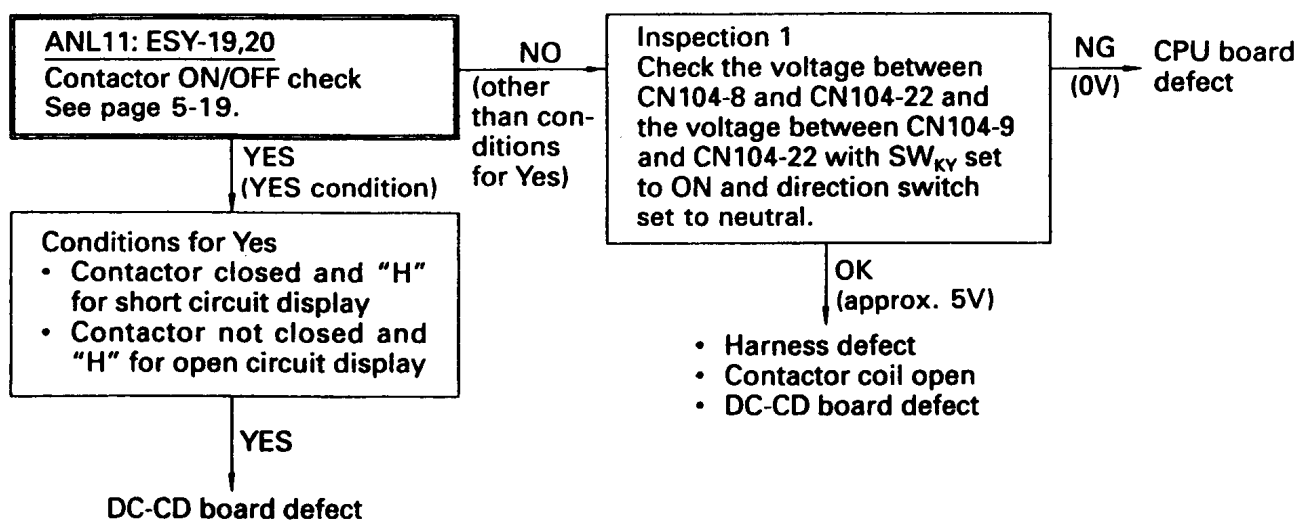 ANL11: ESY-19,20
Contactor ON/OFF check
See page 5-19.
NO
(other
than con-
ditions
for Yes)
Inspection 1
Check the voltage between
CN104-8 and CN104-22 and
the voltage between CN104-9
and CN104-22 with SWKY set
to ON and direction switch
set to neutral.
NG
(0V)
CPU board
defect
YES
(YES condition)
Conditions for Yes
• Contactor closed and "H"
for short circuit display
• Contactor not closed and
"H" for open circuit display
OK
(approx. 5V)
• Harness defect
• Contactor coil open
• DC-CD board defect
YES
DC-CD board defect